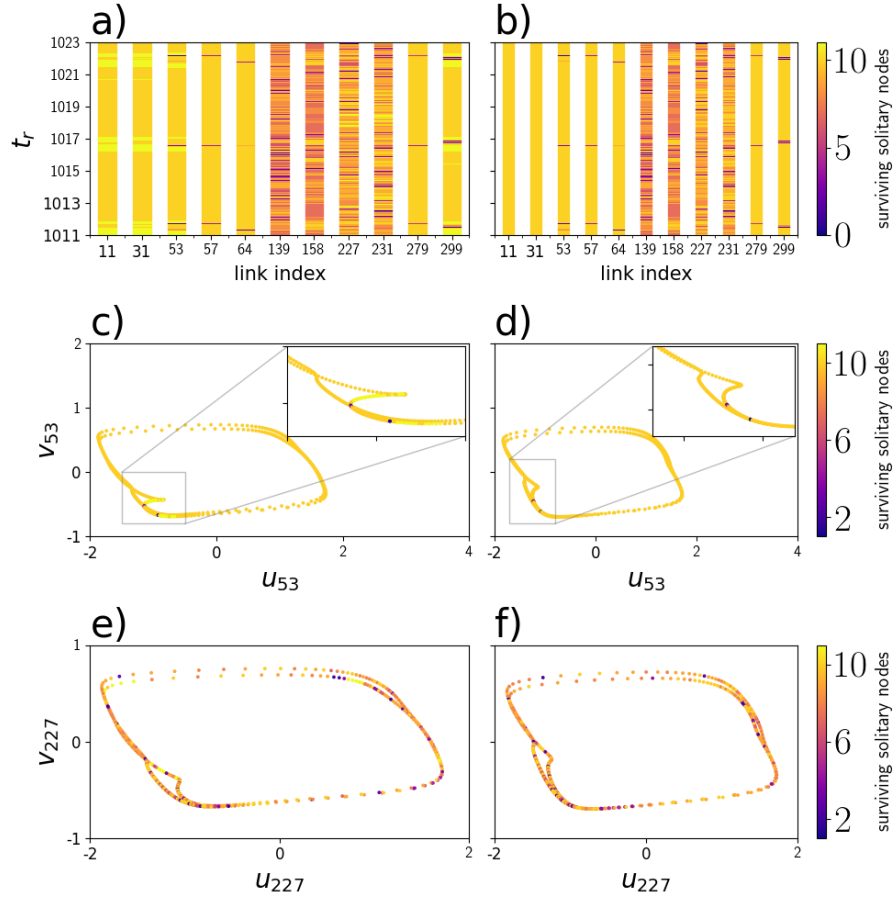 a)
b)
1023
1021
1019
1017
1015
1013
1011
t_r
11 31 53 57 64 139 158 227 231 279 299
link index
11 31 53 57 64 139 158 227 231 279 299
link index
10
5
0
surviving solitary nodes
c)
d)
2
1
0
-1
v_53
-2 0 2 4
u_53
-2 0 2 4
u_53
10
6
2
surviving solitary nodes
e)
f)
1
0
-1
v_227
-2 0 2
u_227
-2 0 2
u_227
10
6
2
surviving solitary nodes